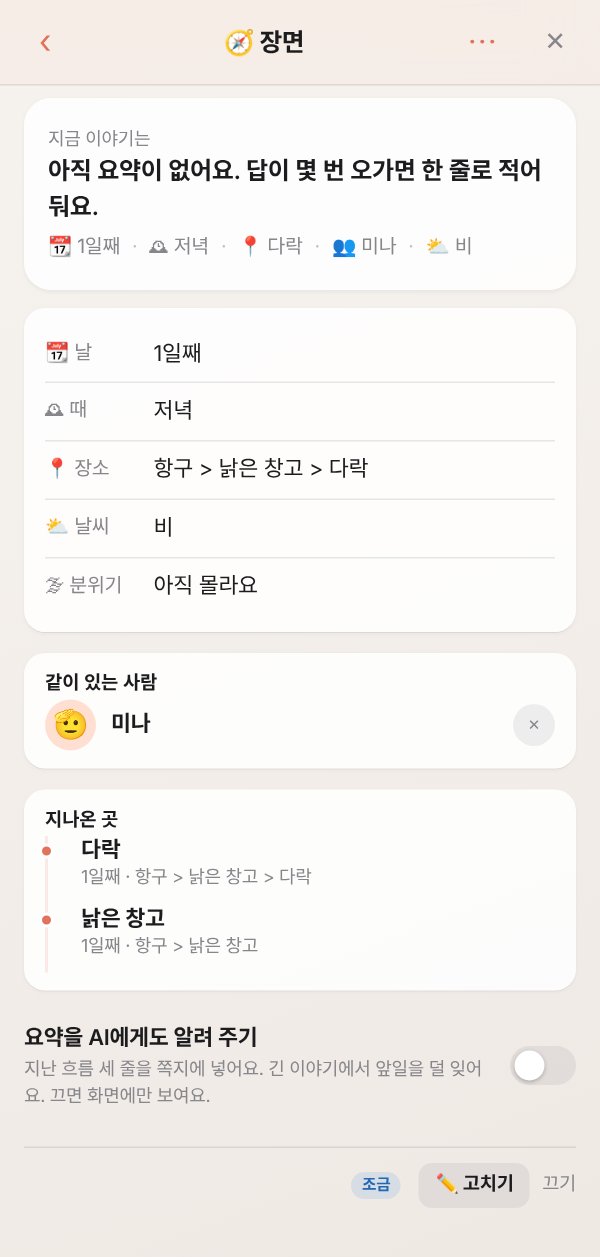 장면
지금 이야기는
아직 요약이 없어요. 답이 몇 번 오가면 한 줄로 적어
둬요.
1일째 · 저녁 · 다락 · 미나 · 비
날 1일째
때 저녁
장소 항구 > 낡은 창고 > 다락
날씨 비
분위기 아직 몰라요
같이 있는 사람
미나
지나온 곳
다락
1일째 · 항구 > 낡은 창고 > 다락
낡은 창고
1일째 · 항구 > 낡은 창고
요약을 AI에게도 알려 주기
지난 흐름 세 줄을 쪽지에 넣어요. 긴 이야기에서 앞일을 덜 잊어
요. 끄면 화면에만 보여요.
조금 고치기 끄기